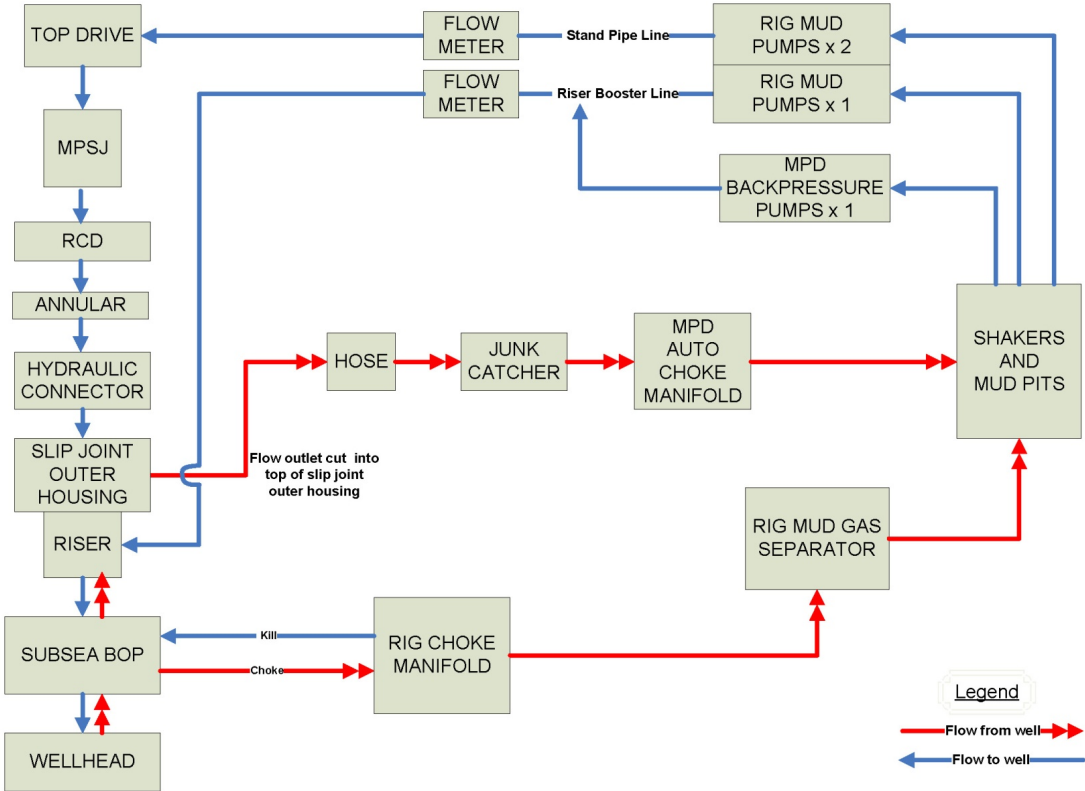 TOP DRIVE
FLOW
METER
Stand Pipe Line
RIG MUD
PUMPS x 2
FLOW
METER
Riser Booster Line
RIG MUD
PUMPS x 1
MPSJ
MPD
BACKPRESSURE
PUMPS x 1
RCD
ANNULAR
HYDRAULIC
CONNECTOR
HOSE
JUNK
CATCHER
MPD
AUTO
CHOKE
MANIFOLD
SHAKERS
AND
MUD PITS
SLIP JOINT
OUTER
HOUSING
Flow outlet cut into
top of slip joint
outer housing
RISER
RIG MUD GAS
SEPARATOR
SUBSEA BOP
Kill
Choke
RIG CHOKE
MANIFOLD
WELLHEAD
Legend
Flow from well
Flow to well